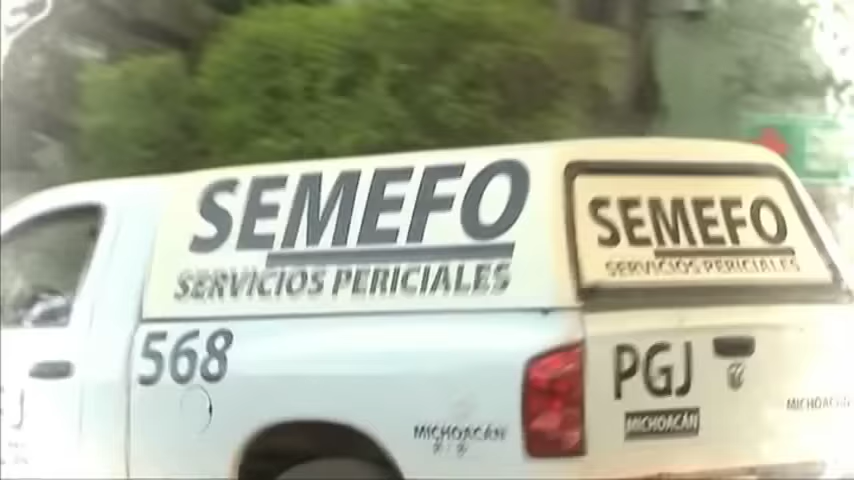 SEMEFO
SERVICIOS PERICIALES
SEMEFO
SERVICIOS PERICIALES
568
PGJ
MICHOACÁN
MICHOACÁN
MICHOACÁN